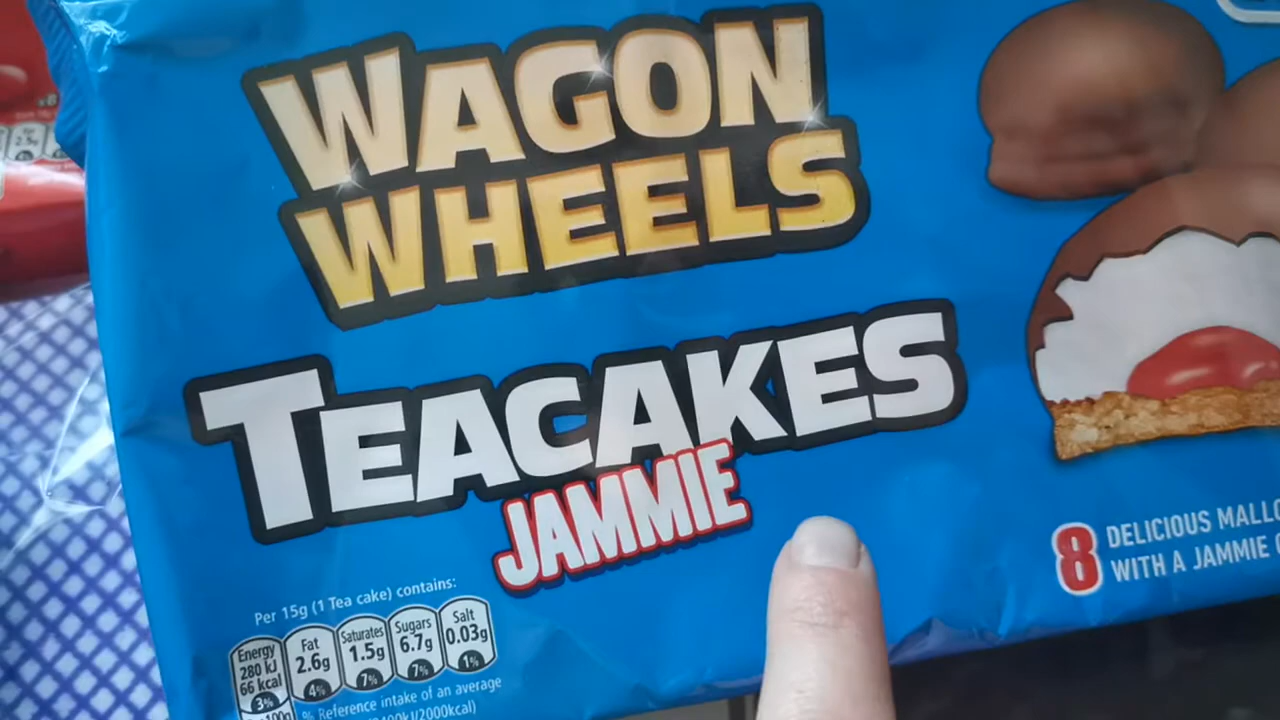 WAGON
WHEELS
TEACAKES
JAMMIE
8 DELICIOUS
WITH A JAMMIE
Per 15g (1 Tea cake) contains:
Energy 280 kJ 66 kcal 3%
Fat 2.6g 4%
Saturates 1.5g 7%
Sugars 6.7g 7%
Salt 0.03g 1%
% Reference intake of an average